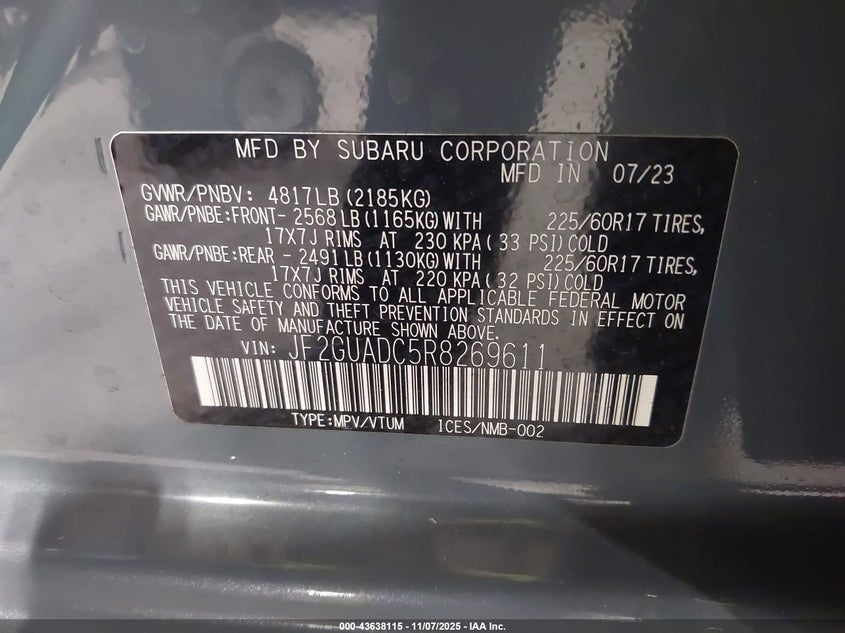 MFD BY SUBARU CORPORATION
MFD IN 07/23
GVWR/PNBV: 4817LB (2185KG)
GAWR/PNBE:FRONT- 2568 LB (1165KG) WITH 225/60R17 TIRES,
17X7J RIMS AT 230 KPA ( 33 PSI) COLD
GAWR/PNBE:REAR - 2491 LB (1130KG) WITH 225/60R17 TIRES,
17X7J RIMS AT 220 KPA ( 32 PSI) COLD
THIS VEHICLE CONFORMS TO ALL APPLICABLE FEDERAL MOTOR
VEHICLE SAFETY AND THEFT PREVENTION STANDARDS IN EFFECT ON
THE DATE OF MANUFACTURE SHOWN ABOVE.
VIN: JF2GUADC5R8269611
TYPE:MPV/VTUM ICES/NMB-002
000-43638115 - 11/07/2025 - IAA Inc.